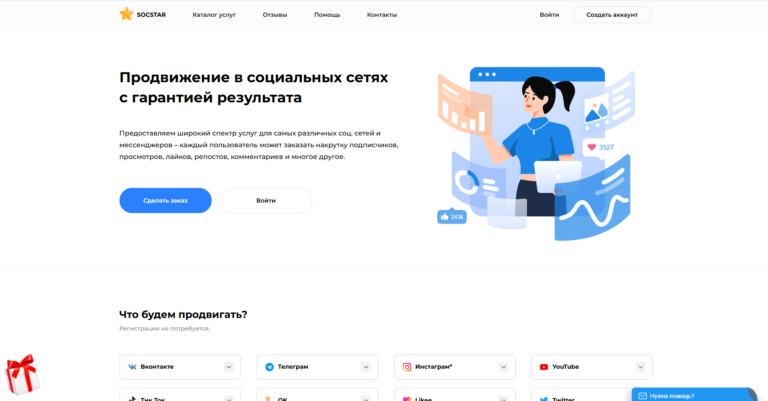 SOCSTAR Каталог услуг Отзывы Помощь Контакты Войти Создать аккаунт
Продвижение в социальных сетях
с гарантией результата
Предоставляем широкий спектр услуг для самых различных соц. сетей и
мессенджеров – каждый пользователь может заказать накрутку подписчиков,
просмотров, лайков, репостов, комментариев и многое другое.
Сделать заказ Войти
3527
2436
Что будем продвигать?
Регистрация не потребуется.
Вконтакте Телеграм Инстаграм* YouTube
Тик Ток ОК Likee Twitter
Нужна помощь?